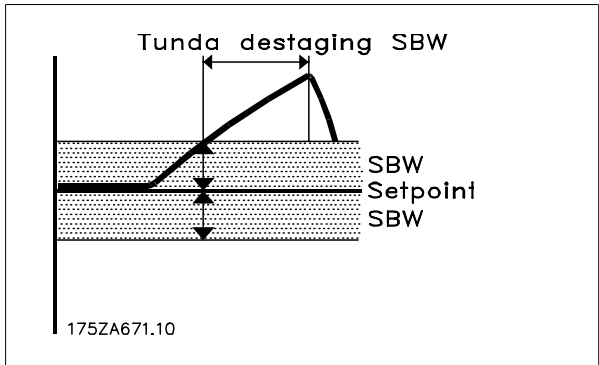 Tunda destaging SBW
SBW
Setpoint
SBW
175ZA671.10